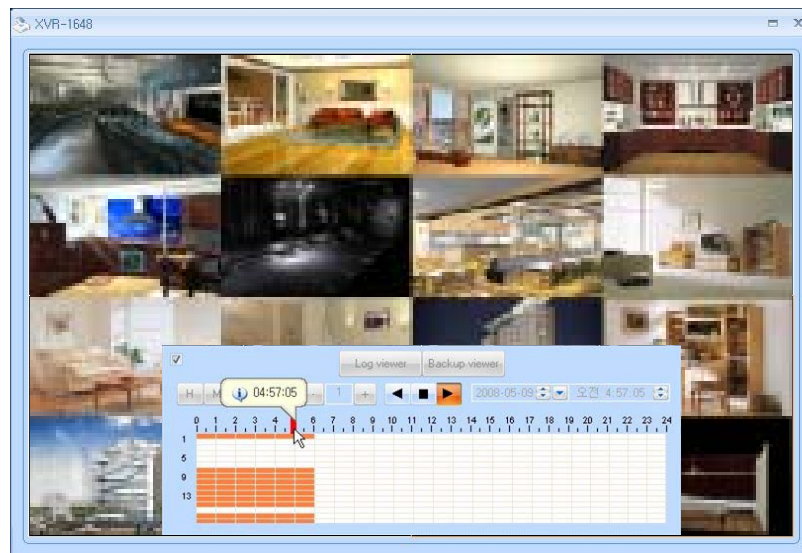 XVR-1648
Log viewer Backup viewer
H M 04:57:05 - 1 + 2008-05-09 오전 4:57:05
0 1 2 3 4 6 7 8 9 10 11 12 13 14 15 16 17 18 19 20 21 22 23 24
1
5
9
13